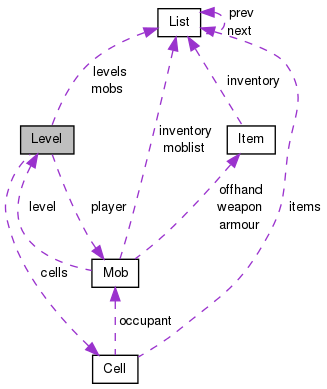 List
prev
next
levels
mobs
inventory
Level
inventory
moblist
Item
level
player
offhand
weapon
armour
items
cells
Mob
occupant
Cell